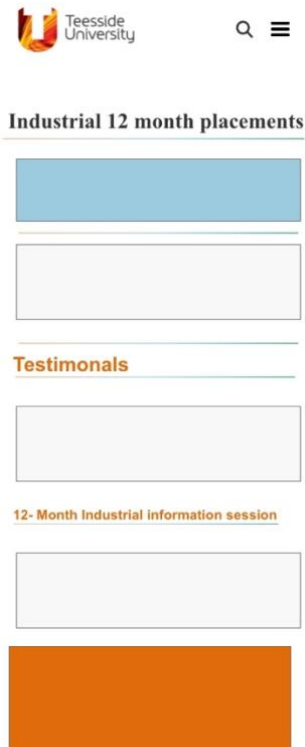 Teesside
University
Industrial 12 month placements
Testimonals
12- Month Industrial information session